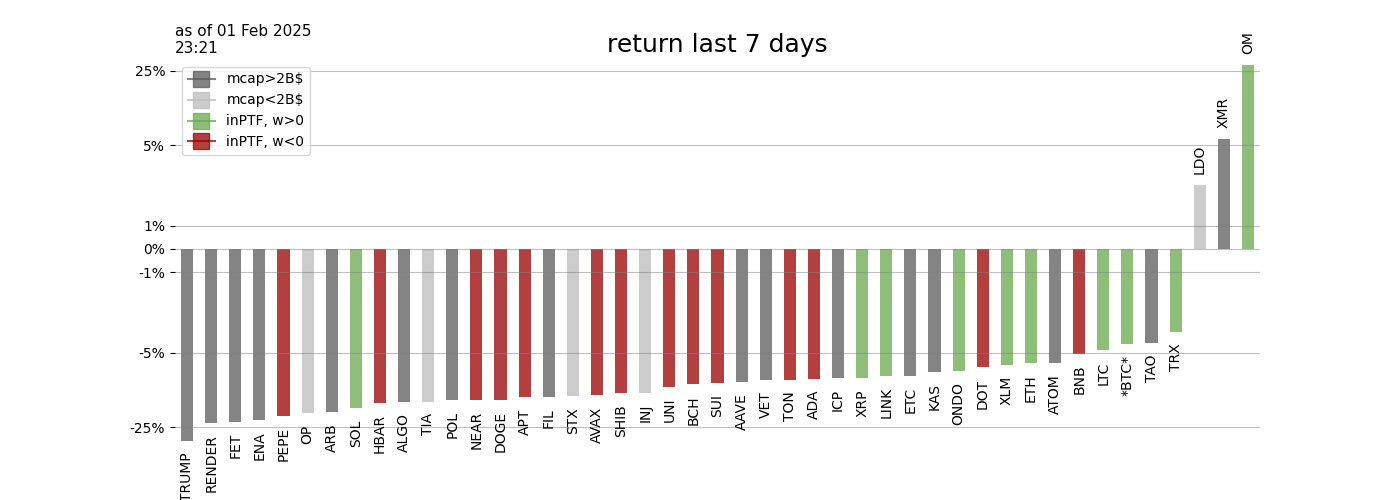 as of 01 Feb 2025
23:21
return last 7 days
mcap>2B$
mcap<2B$
inPTF, w>0
inPTF, w<0
25%
5%
1%
0%
-1%
-5%
-25%
TRUMP
RENDER
FET
ENA
PEPE
OP
ARB
SOL
HBAR
ALGO
TIA
POL
NEAR
DOGE
APT
FIL
STX
AVAX
SHIB
INJ
UNI
BCH
SUI
AAVE
VET
TON
ADA
ICP
XRP
LINK
ETC
KAS
ONDO
DOT
XLM
ETH
ATOM
BNB
LTC
*BTC*
TAO
TRX
LDO
XMR
OM